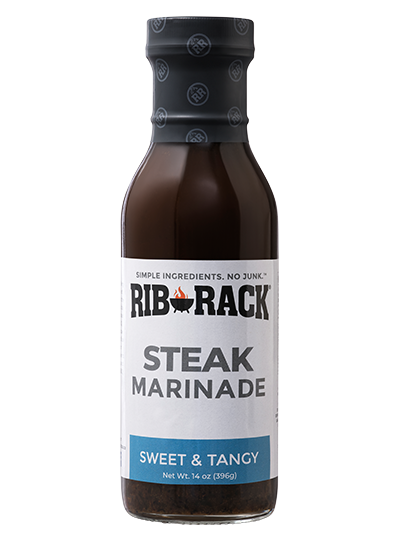 SIMPLE INGREDIENTS. NO JUNK.™
RIB RACK®
STEAK
MARINADE
SWEET & TANGY
Net Wt. 14 oz (396g)